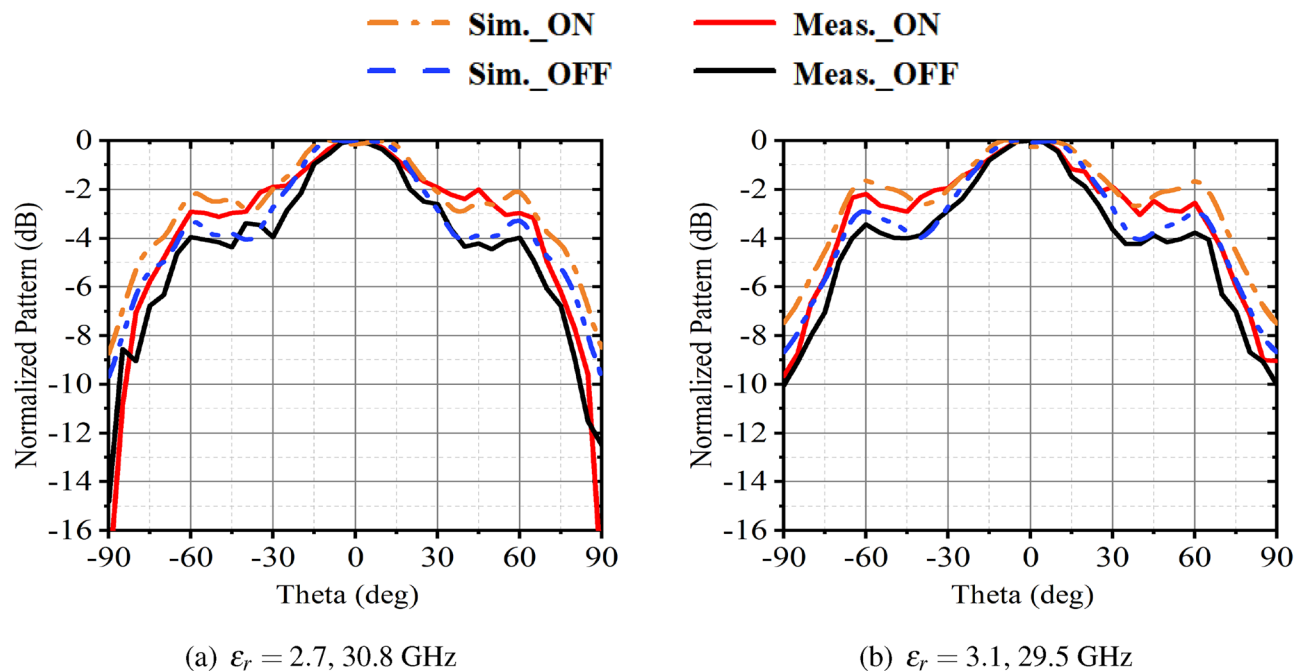 Sim._ON
Meas._ON
Sim._OFF
Meas._OFF
0
-2
-4
-6
-8
-10
-12
-14
-16
Normalized Pattern (dB)
-90 -60 -30 0 30 60 90
Theta (deg)
(a) εr = 2.7, 30.8 GHz
0
-2
-4
-6
-8
-10
-12
-14
-16
Normalized Pattern (dB)
-90 -60 -30 0 30 60 90
Theta (deg)
(b) εr = 3.1, 29.5 GHz